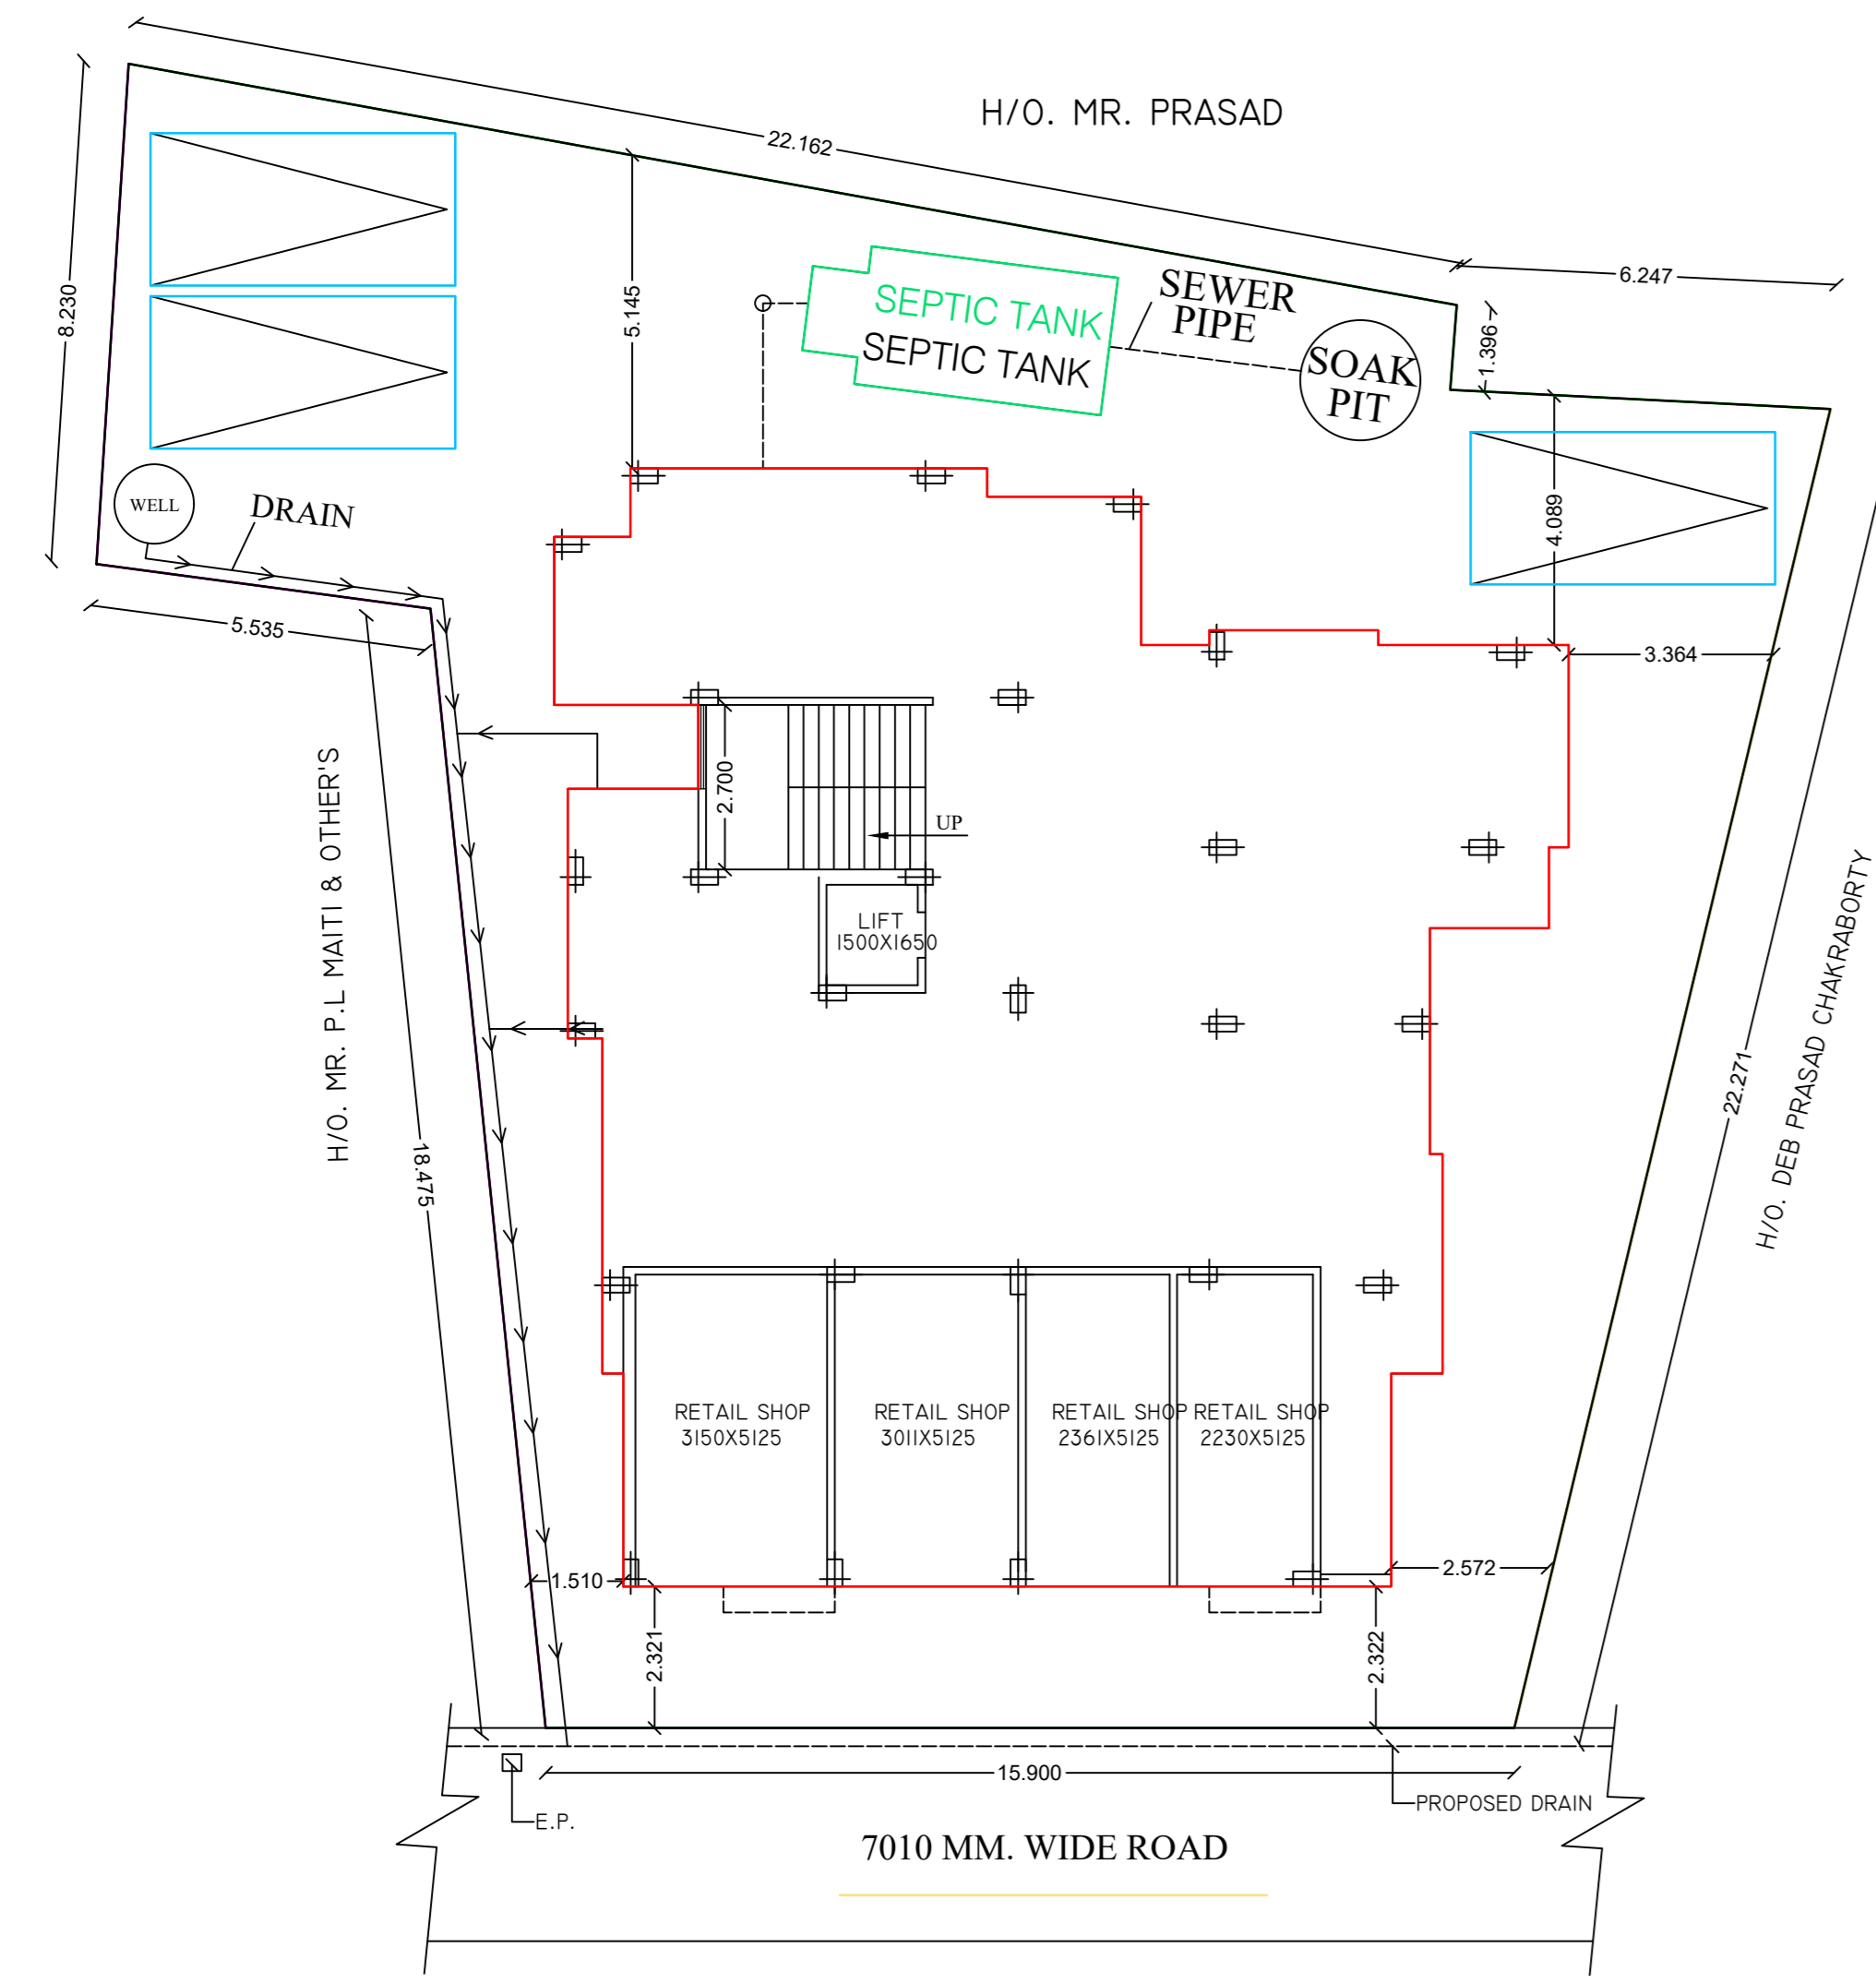 H/O. MR. PRASAD
22.162
6.247
8.230
5.145
SEPTIC TANK
SEPTIC TANK
SEWER
PIPE
SOAK
PIT
1.396
4.089
WELL
DRAIN
5.535
3.364
H/O. MR. P.L MAITI & OTHER'S
2.700
UP
LIFT
1500X1650
18.475
22.271
H/O. DEB PRASAD CHAKRABORTY
RETAIL SHOP
3150X5125
RETAIL SHOP
3011X5125
RETAIL SHOP
2361X5125
RETAIL SHOP
2230X5125
1.510
2.572
2.321
2.322
15.900
E.P.
PROPOSED DRAIN
7010 MM. WIDE ROAD